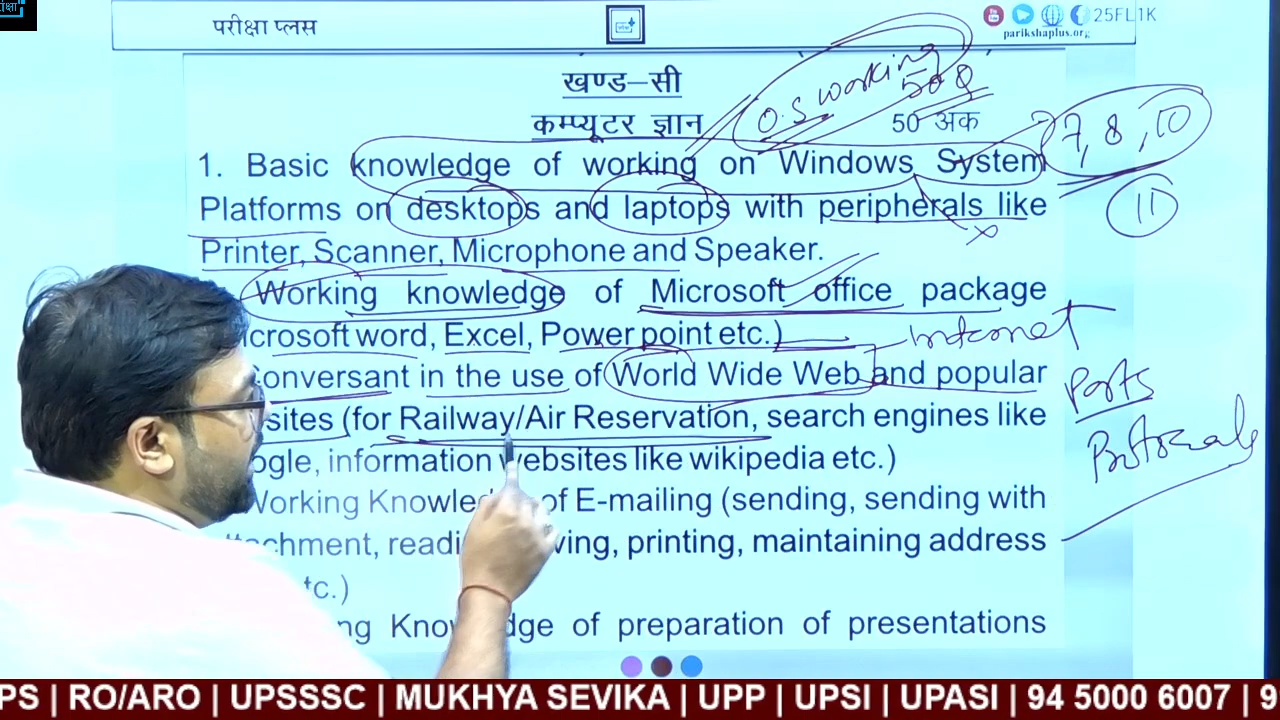 परीक्षा प्लस
25FL1K
parikshaplus.org
खण्ड–सी
कम्प्यूटर ज्ञान
50 अंक
O.S working
50 Q
7, 8, 10
11
1. Basic knowledge of working on Windows System
Platforms on desktops and laptops with peripherals like
Printer, Scanner, Microphone and Speaker.
Working knowledge of Microsoft office package
crosoft word, Excel, Power point etc.)
Internet
onversant in the use of World Wide Web and popular
Ports
sites (for Railway/Air Reservation, search engines like
Protocols
ogle, information websites like wikipedia etc.)
Working Knowle of E-mailing (sending, sending with
chment, readi ving, printing, maintaining address
tc.)
ng Know dge of preparation of presentations
PS | RO/ARO | UPSSSC | MUKHYA SEVIKA | UPP | UPSI | UPASI | 94 5000 6007 | 9